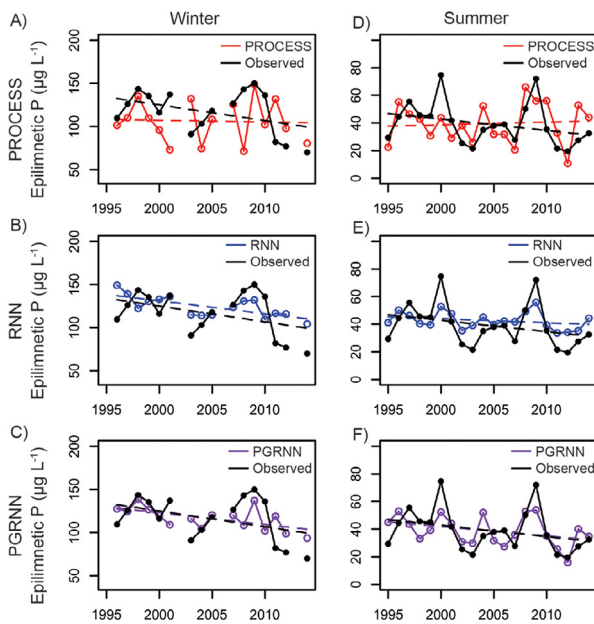 Winter
Summer
A)
PROCESS
Epilimnetic P (µg L-1)
200
150
100
50
PROCESS
Observed
1995 2000 2005 2010
D)
80
60
40
20
0
PROCESS
Observed
1995 2000 2005 2010
B)
RNN
Epilimnetic P (µg L-1)
200
150
100
50
RNN
Observed
1995 2000 2005 2010
E)
80
60
40
20
0
RNN
Observed
1995 2000 2005 2010
C)
PGRNN
Epilimnetic P (µg L-1)
200
150
100
50
PGRNN
Observed
1995 2000 2005 2010
F)
80
60
40
20
0
PGRNN
Observed
1995 2000 2005 2010